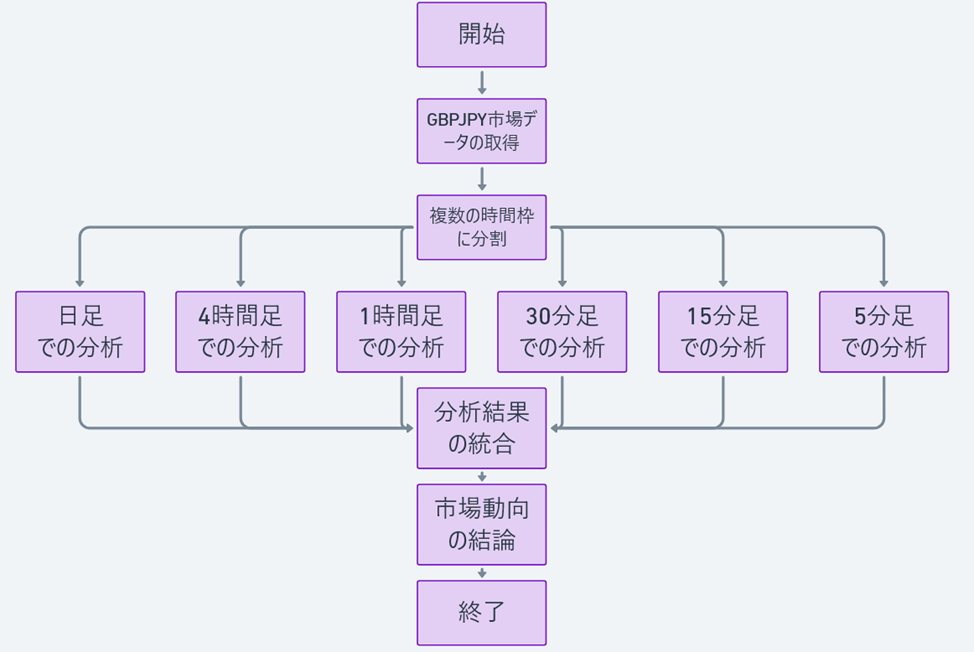 開始
GBPJPY市場デ
ータの取得
複数の時間枠
に分割
日足
での分析
4時間足
での分析
1時間足
での分析
30分足
での分析
15分足
での分析
5分足
での分析
分析結果
の統合
市場動向
の結論
終了